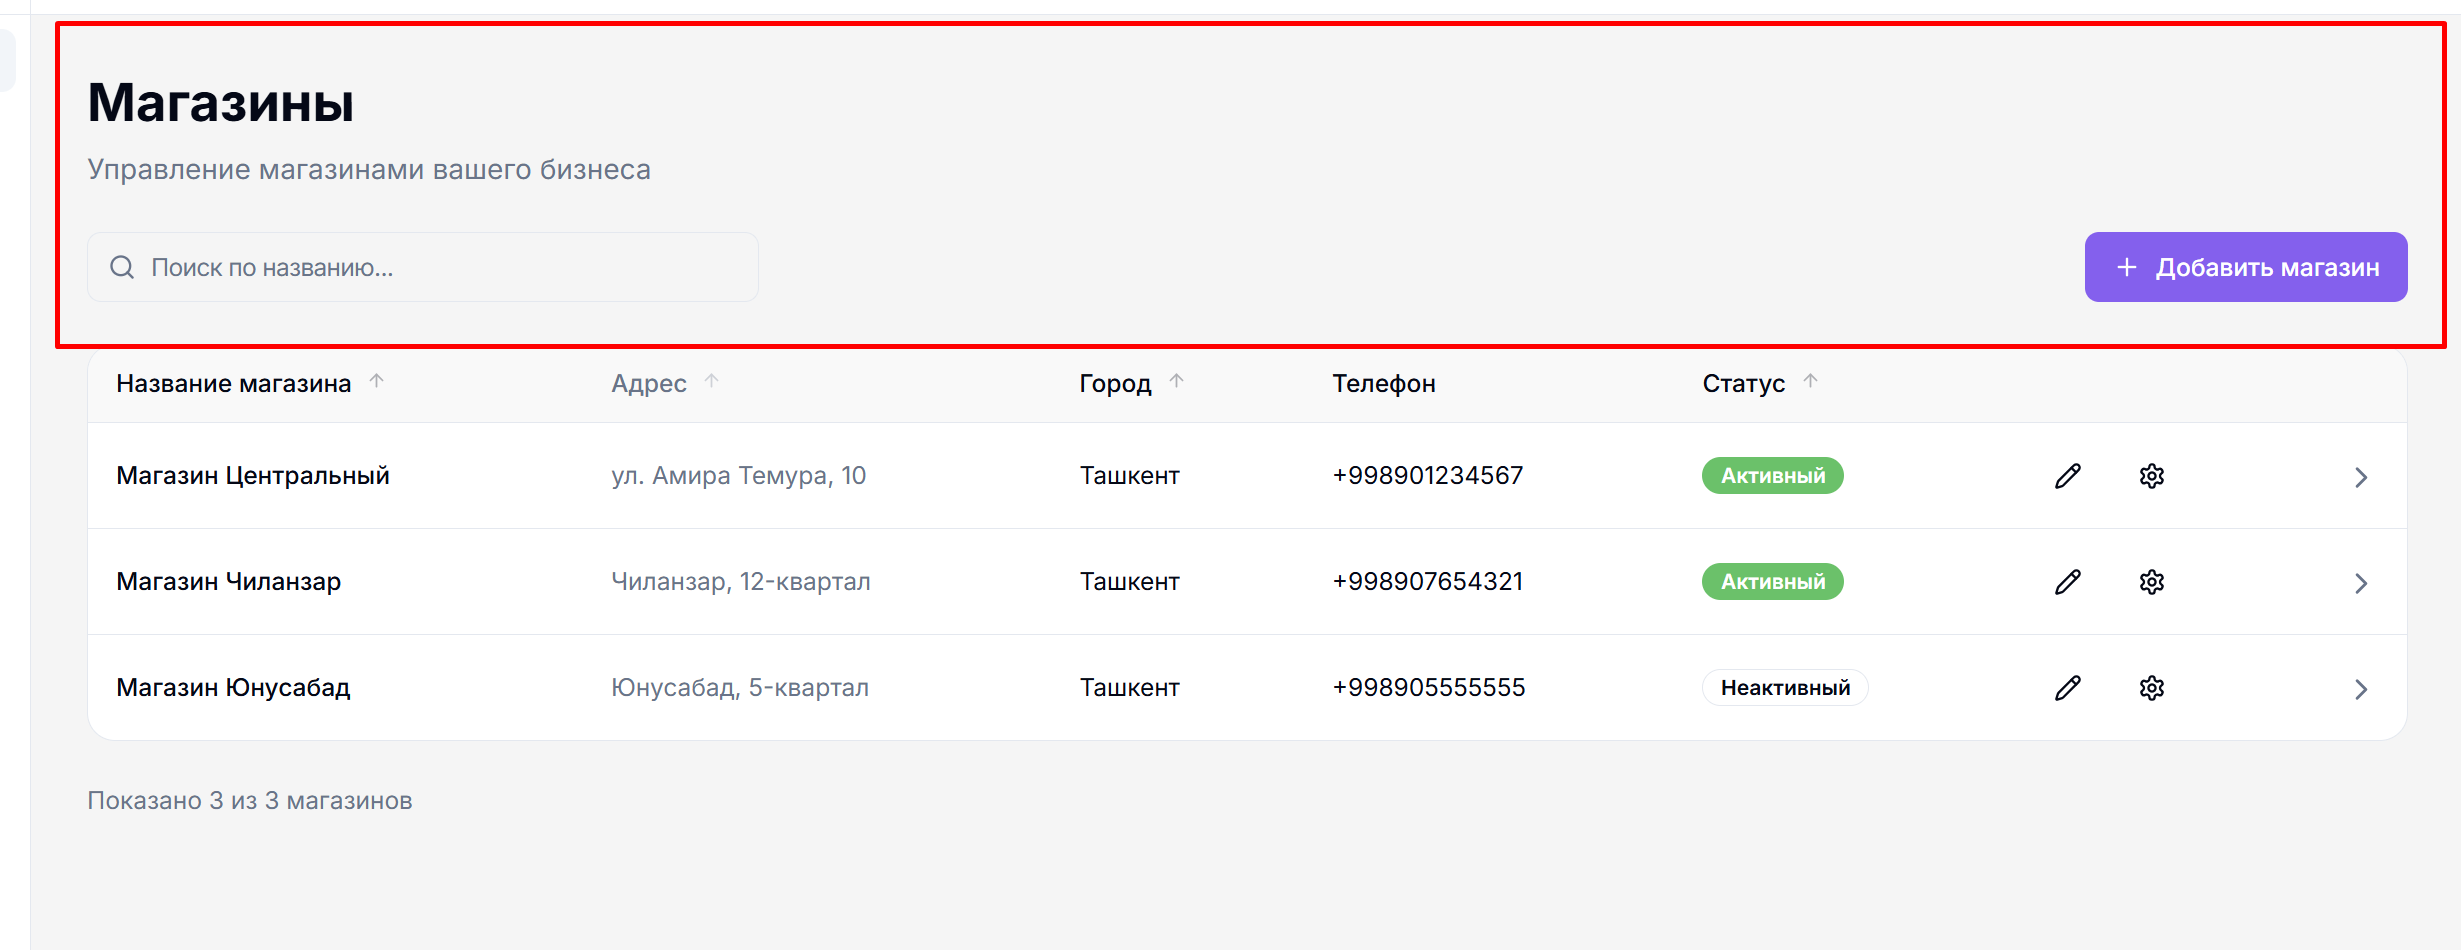 Магазины
Управление магазинами вашего бизнеса
Поиск по названию...
Добавить магазин
Название магазина Адрес Город Телефон Статус
Магазин Центральный ул. Амира Темура, 10 Ташкент +998901234567 Активный
Магазин Чиланзар Чиланзар, 12-квартал Ташкент +998907654321 Активный
Магазин Юнусабад Юнусабад, 5-квартал Ташкент +998905555555 Неактивный
Показано 3 из 3 магазинов